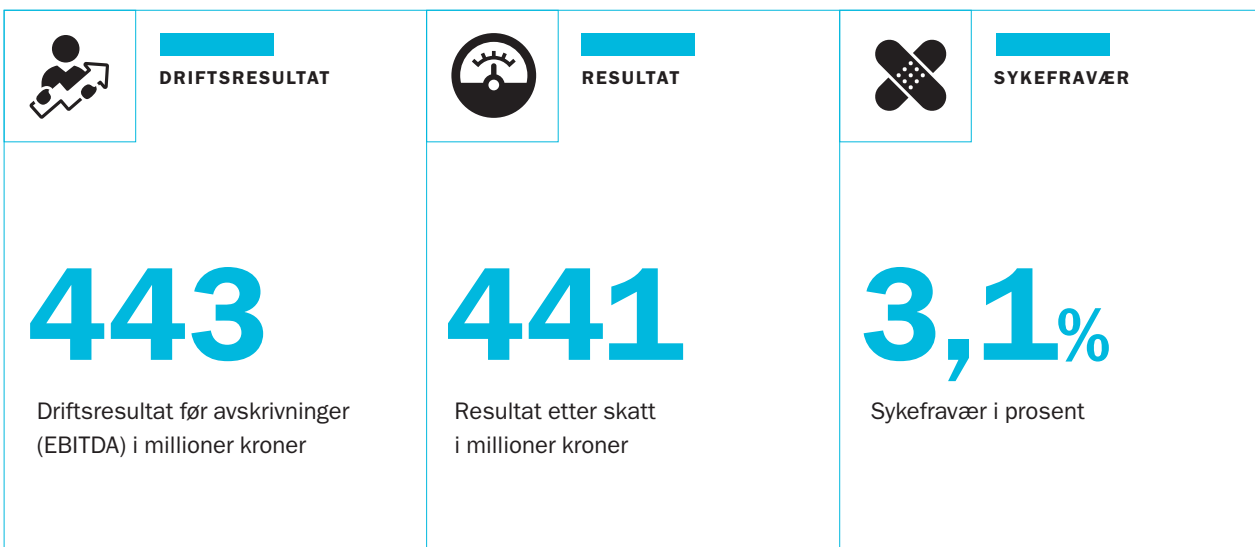 DRIFTSRESULTAT
443
Driftsresultat før avskrivninger
(EBITDA) i millioner kroner
RESULTAT
441
Resultat etter skatt
i millioner kroner
SYKEFRAVÆR
3,1%
Sykefravær i prosent